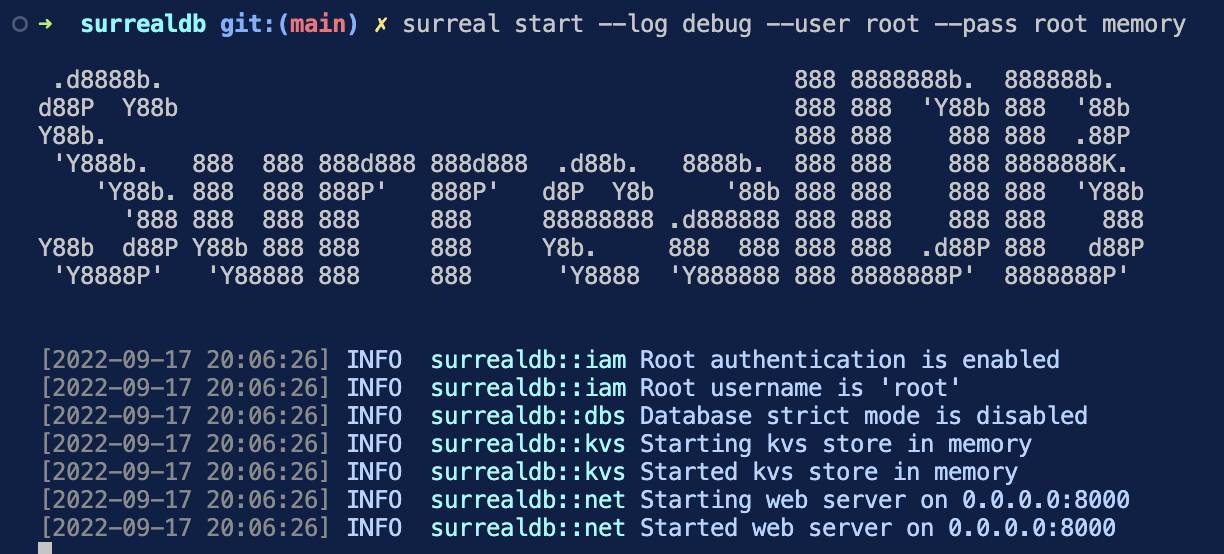 ➜  surrealdb git:(main) ✗ surreal start --log debug --user root --pass root memory

 .d8888b.                                             888 8888888b.  888888b.
d88P  Y88b                                            888 888  'Y88b 888  '88b
Y88b.                                                 888 888    888 888  .88P
 'Y888b.   888  888 888d888 888d888  .d88b.   8888b.  888 888    888 8888888K.
    'Y88b. 888  888 888P'   888P'   d8P  Y8b     '88b 888 888    888 888  'Y88b
      '888 888  888 888     888     88888888 .d888888 888 888    888 888    888
Y88b  d88P Y88b 888 888     888     Y8b.     888  888 888 888  .d88P 888   d88P
 'Y8888P'   'Y88888 888     888      'Y8888  'Y888888 888 8888888P'  8888888P'

[2022-09-17 20:06:26] INFO  surrealdb::iam Root authentication is enabled
[2022-09-17 20:06:26] INFO  surrealdb::iam Root username is 'root'
[2022-09-17 20:06:26] INFO  surrealdb::dbs Database strict mode is disabled
[2022-09-17 20:06:26] INFO  surrealdb::kvs Starting kvs store in memory
[2022-09-17 20:06:26] INFO  surrealdb::kvs Started kvs store in memory
[2022-09-17 20:06:26] INFO  surrealdb::net Starting web server on 0.0.0.0:8000
[2022-09-17 20:06:26] INFO  surrealdb::net Started web server on 0.0.0.0:8000